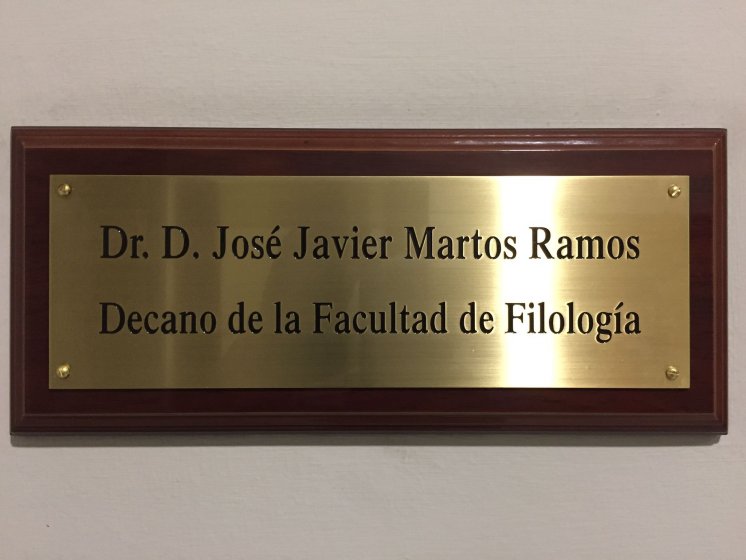 Dr. D. José Javier Martos Ramos
Decano de la Facultad de Filología